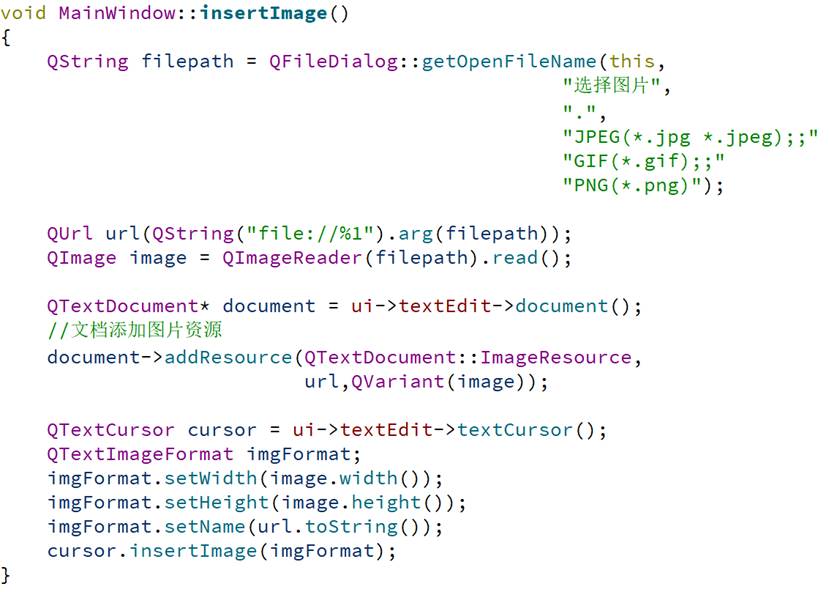 void MainWindow::insertImage()
{
    QString filepath = QFileDialog::getOpenFileName(this,
                                            "选择图片",
                                            ".",
                                            "JPEG(*.jpg *.jpeg);;"
                                            "GIF(*.gif);;"
                                            "PNG(*.png)");

    QUrl url(QString("file://%1").arg(filepath));
    QImage image = QImageReader(filepath).read();

    QTextDocument* document = ui->textEdit->document();
    //文档添加图片资源
    document->addResource(QTextDocument::ImageResource,
                          url,QVariant(image));

    QTextCursor cursor = ui->textEdit->textCursor();
    QTextImageFormat imgFormat;
    imgFormat.setWidth(image.width());
    imgFormat.setHeight(image.height());
    imgFormat.setName(url.toString());
    cursor.insertImage(imgFormat);
}